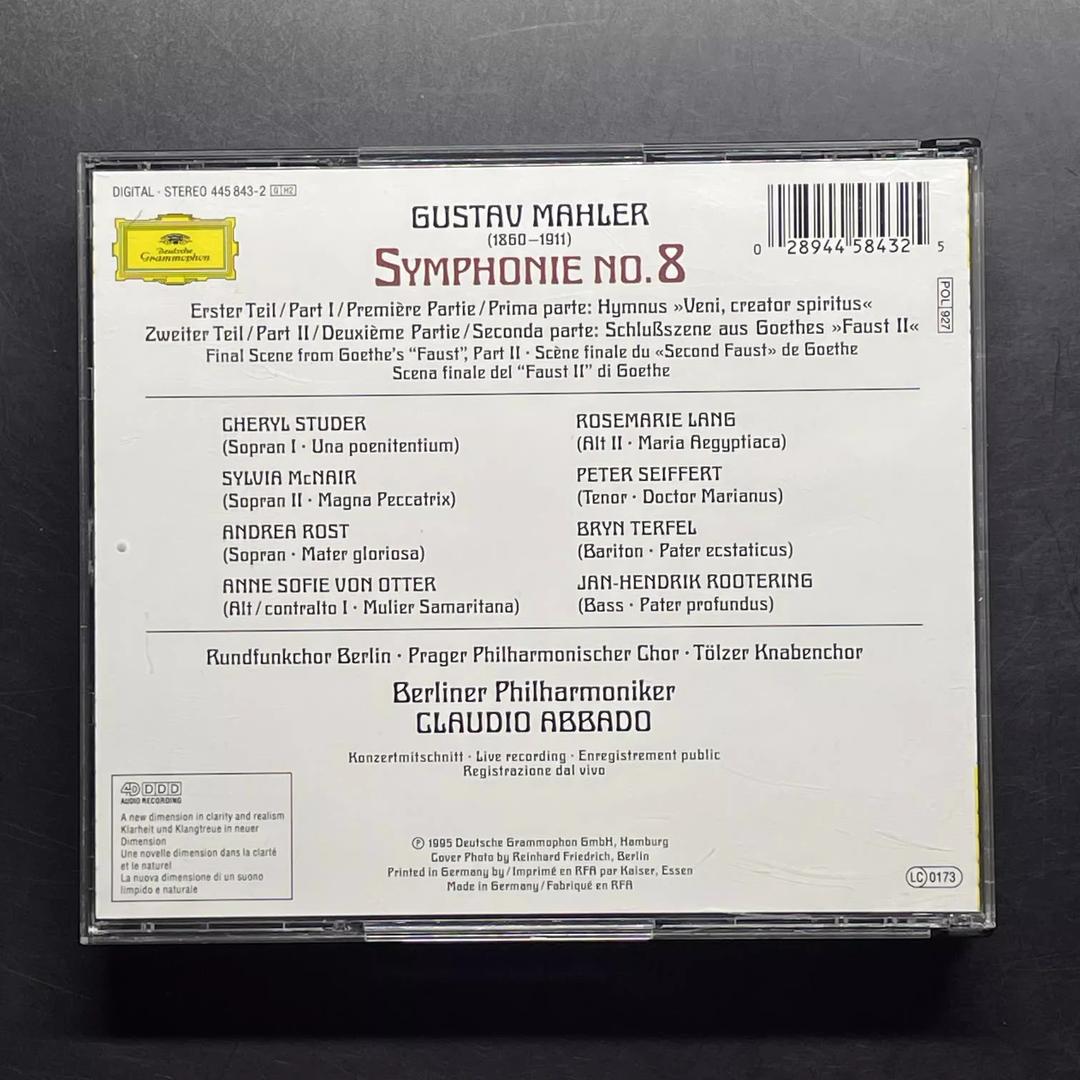 DIGITAL · STEREO 445 843-2 G H2
Deutsche
Grammophon
GUSTAV MAHLER
(1860–1911)
SYMPHONIE NO. 8
0 28944 58432 5
POL 927
Erster Teil / Part I / Première Partie / Prima parte: Hymnus »Veni, creator spiritus«
Zweiter Teil / Part II / Deuxième Partie / Seconda parte: Schlußszene aus Goethes »Faust II«
Final Scene from Goethe's “Faust”, Part II · Scène finale du «Second Faust» de Goethe
Scena finale del “Faust II” di Goethe
CHERYL STUDER
(Sopran I · Una poenitentium)
SYLVIA McNAIR
(Sopran II · Magna Peccatrix)
ANDREA ROST
(Sopran · Mater gloriosa)
ANNE SOFIE VON OTTER
(Alt / contralto I · Mulier Samaritana)
ROSEMARIE LANG
(Alt II · Maria Aegyptiaca)
PETER SEIFFERT
(Tenor · Doctor Marianus)
BRYN TERFEL
(Bariton · Pater ecstaticus)
JAN-HENDRIK ROOTERING
(Bass · Pater profundus)
Rundfunkchor Berlin · Prager Philharmonischer Chor · Tölzer Knabenchor
Berliner Philharmoniker
CLAUDIO ABBADO
Konzertmitschnitt · Live recording · Enregistrement public
Registrazione dal vivo
4D DDD
AUDIO RECORDING
A new dimension in clarity and realism
Klarheit und Klangtreue in neuer
Dimension
Une novelle dimension dans la clarté
et le naturel
La nuova dimensione di un suono
limpido e naturale
℗ 1995 Deutsche Grammophon GmbH, Hamburg
Cover Photo by Reinhard Friedrich, Berlin
Printed in Germany by / Imprimé en RFA par Kaiser, Essen
Made in Germany / Fabriqué en RFA
LC 0173